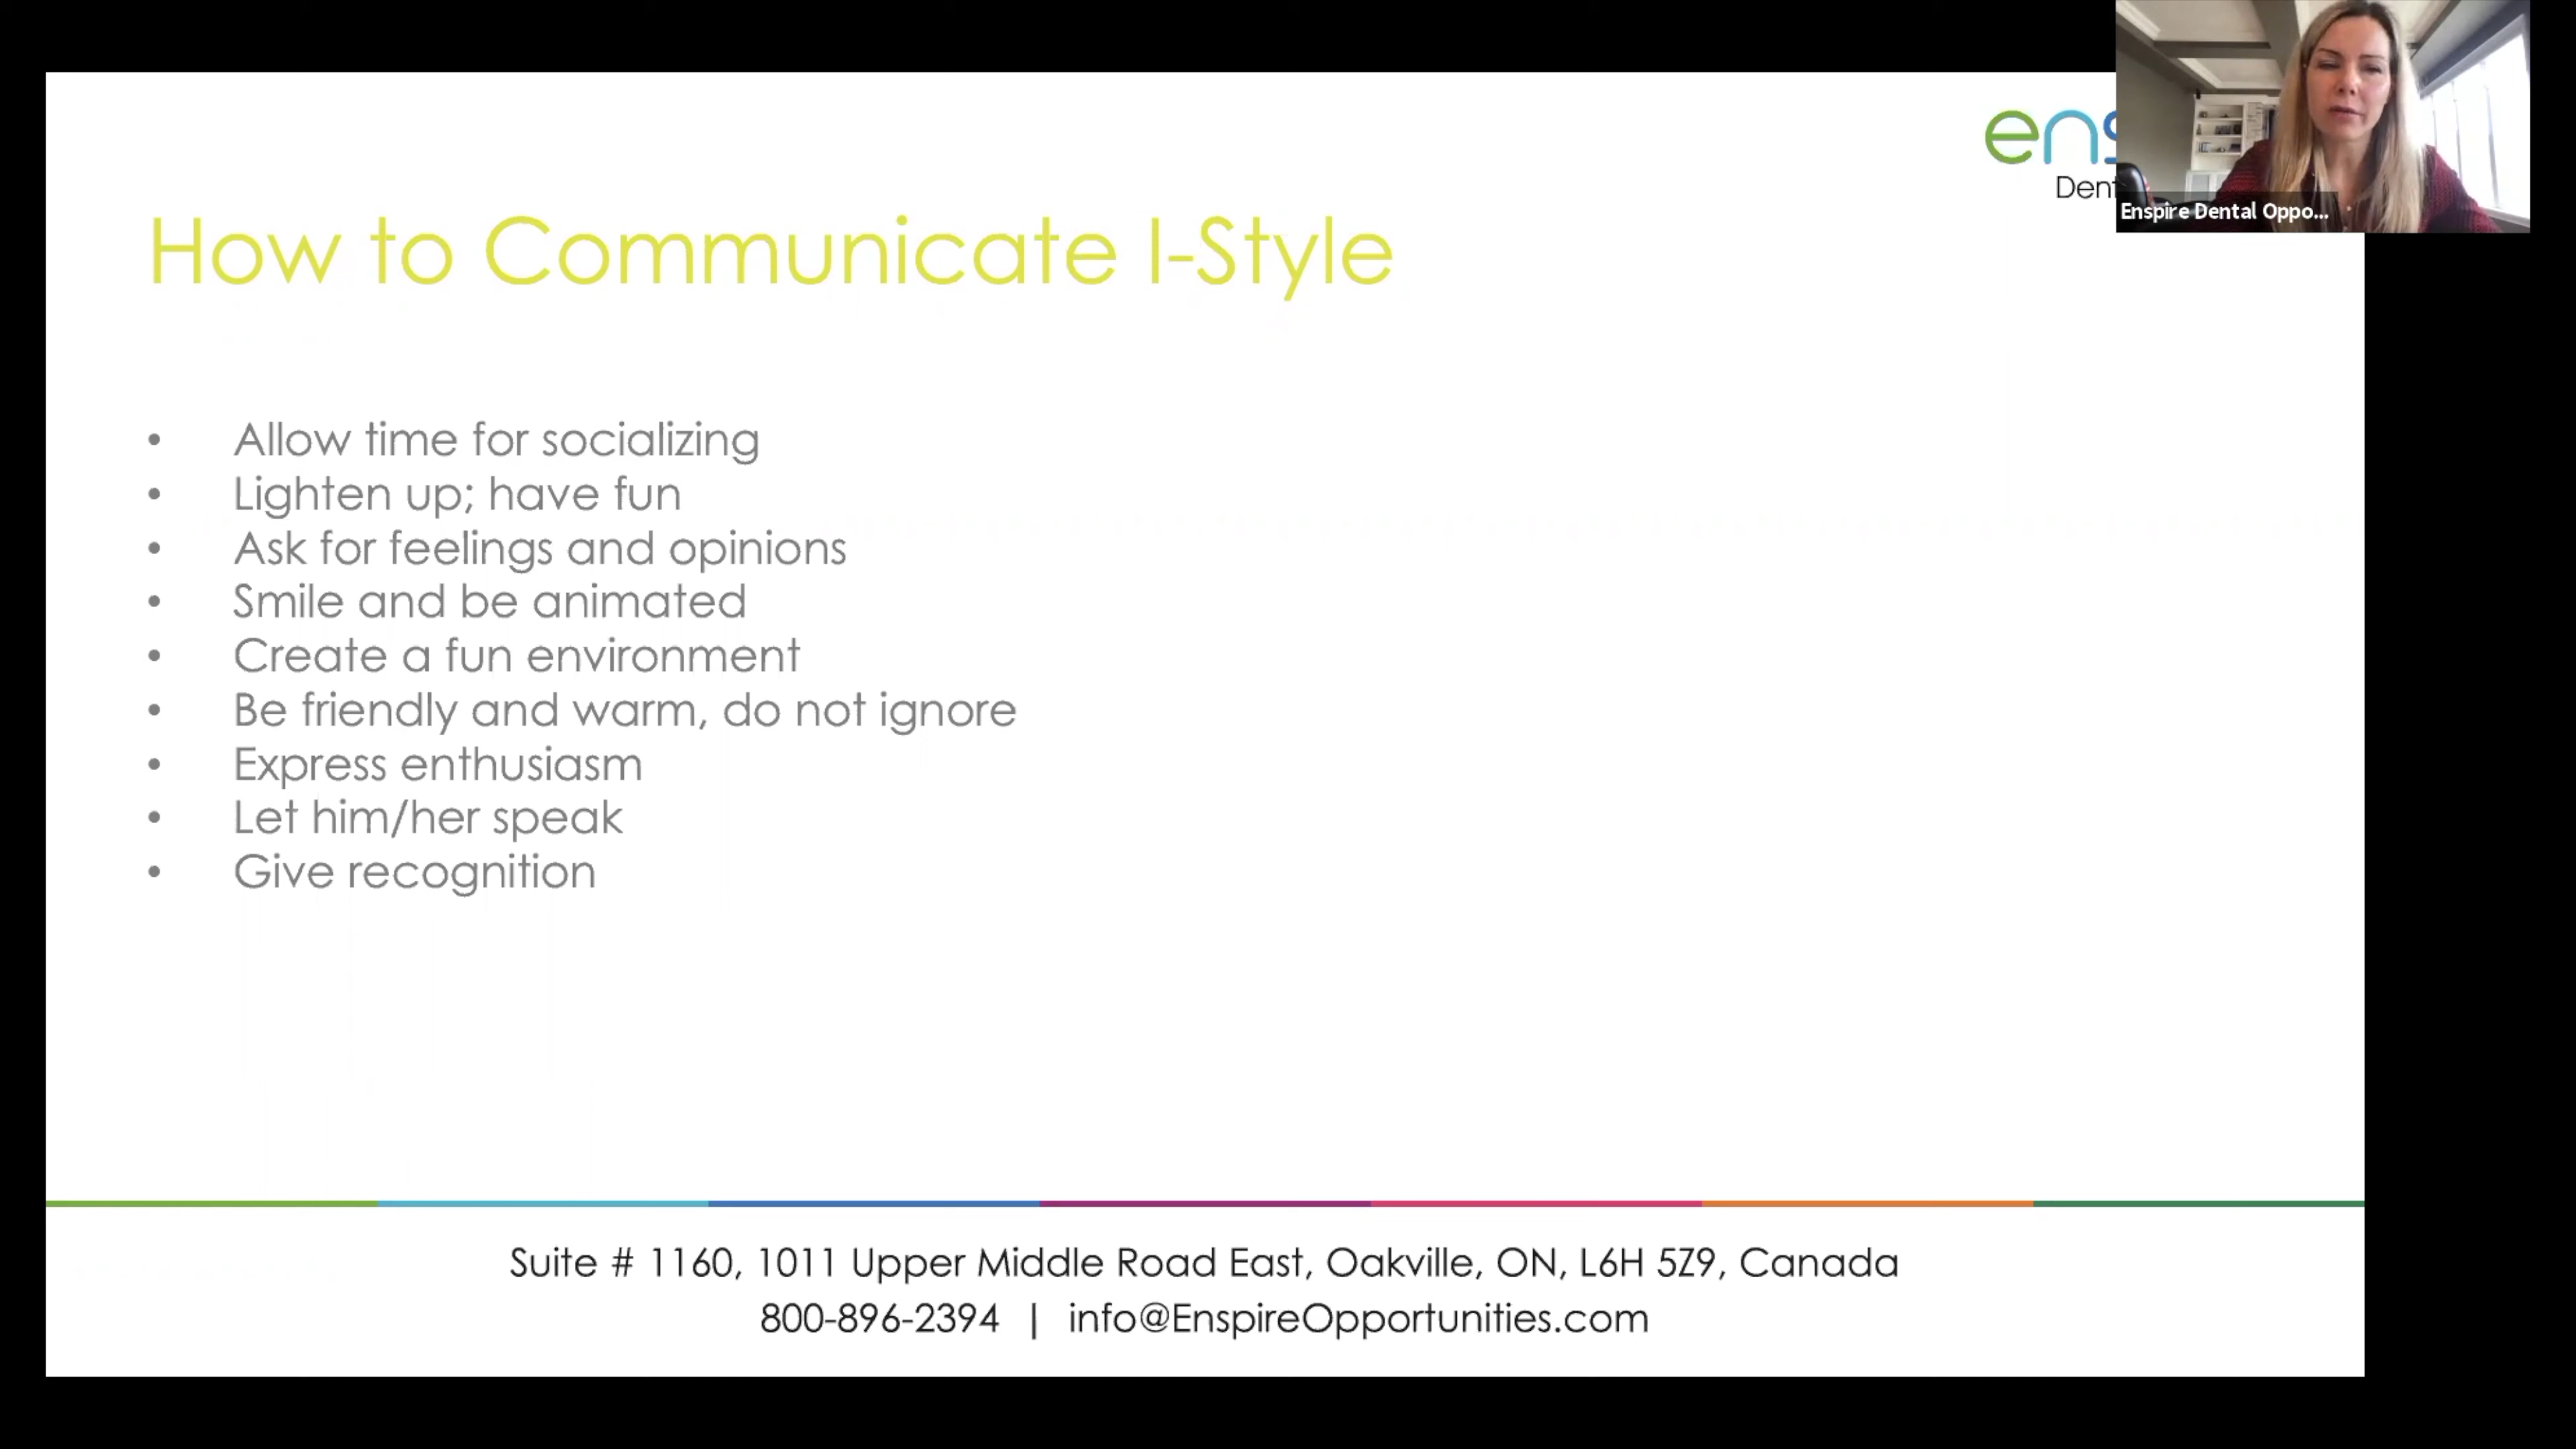 How to Communicate I-Style
• Allow time for socializing
• Lighten up; have fun
• Ask for feelings and opinions
• Smile and be animated
• Create a fun environment
• Be friendly and warm, do not ignore
• Express enthusiasm
• Let him/her speak
• Give recognition
Enspire Dental Oppo...
Suite # 1160, 1011 Upper Middle Road East, Oakville, ON, L6H 5Z9, Canada
800-896-2394 | info@EnspireOpportunities.com